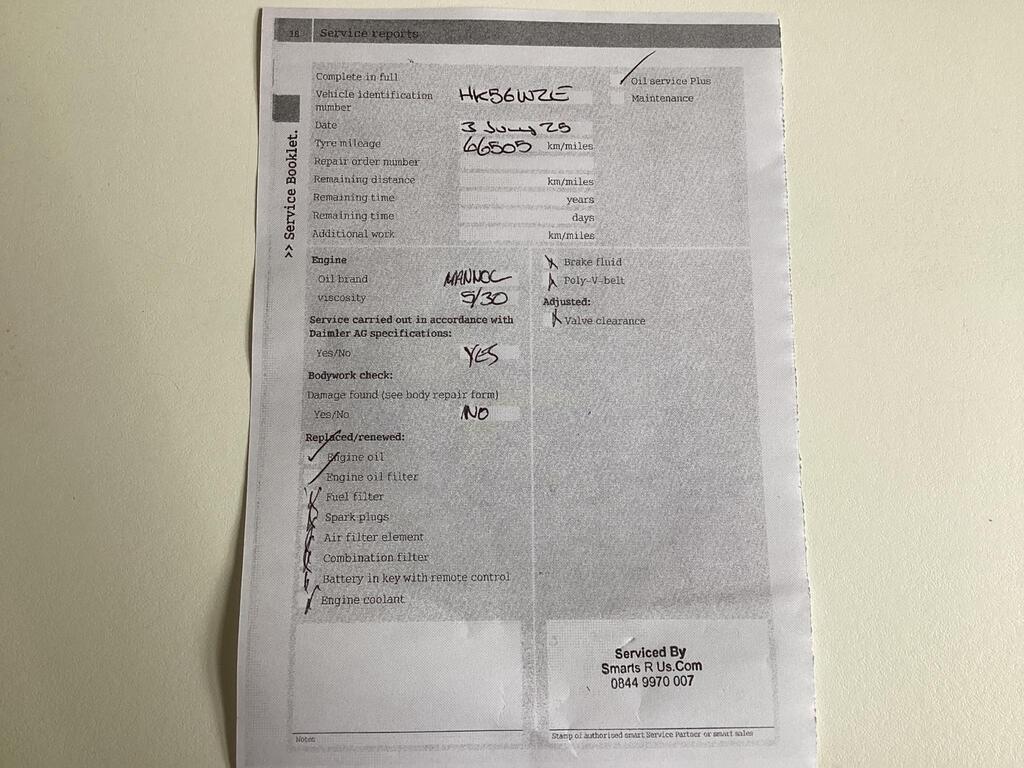 18 Service reports
>> Service Booklet.
Complete in full
Oil service Plus
Vehicle identification number HK56WZE
Maintenance
Date 3 July 25
Tyre mileage 66505 km/miles
Repair order number
Remaining distance km/miles
Remaining time years
Remaining time days
Additional work km/miles
Engine
Oil brand MANNOL
viscosity 5/30
Service carried out in accordance with
Daimler AG specifications:
Yes/No YES
Bodywork check:
Damage found (see body repair form)
Yes/No NO
Replaced/renewed:
Engine oil
Engine oil filter
Fuel filter
Spark plugs
Air filter element
Combination filter
Battery in key with remote control
Engine coolant
Brake fluid
Poly-V-belt
Adjusted:
Valve clearance
Notes
Serviced By
Smarts R Us.Com
0844 9970 007
Stamp of authorised smart Service Partner or smart sales